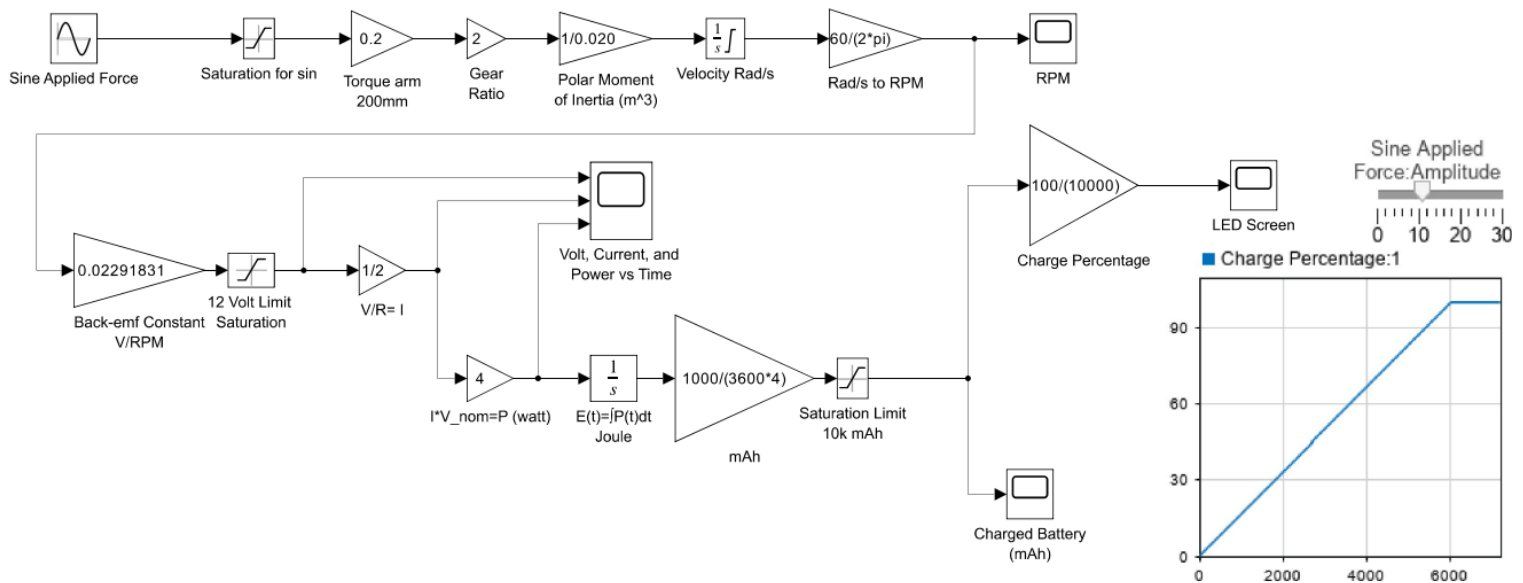 0.2
2
1/0.020
1
s
60/(2*pi)
Sine Applied Force
Saturation for sin
Torque arm
200mm
Gear
Ratio
Polar Moment
of Inertia (m^3)
Velocity Rad/s
Rad/s to RPM
RPM
0.02291831
Back-emf Constant
V/RPM
12 Volt Limit
Saturation
1/2
V/R= I
Volt, Current, and
Power vs Time
4
I*V_nom=P (watt)
1
s
E(t)=∫P(t)dt
Joule
1000/(3600*4)
mAh
Saturation Limit
10k mAh
100/(10000)
Charge Percentage
LED Screen
Charged Battery
(mAh)
Sine Applied
Force:Amplitude
0 10 20 30
Charge Percentage:1
90
60
30
0
0 2000 4000 6000